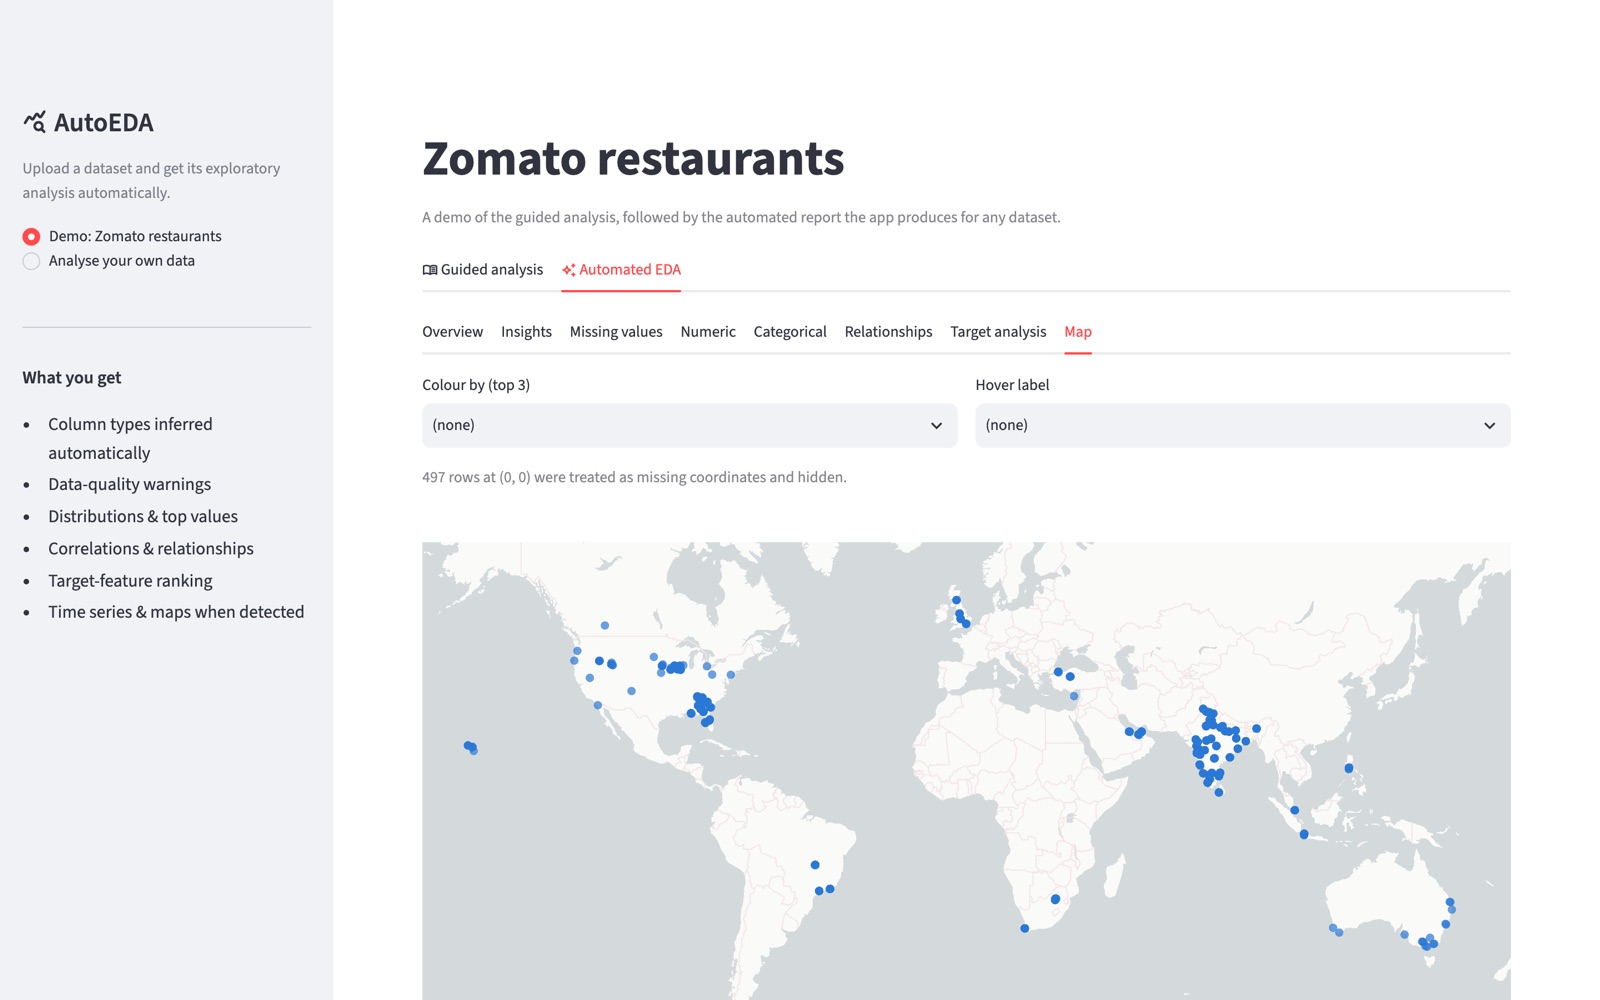 AutoEDA
Upload a dataset and get its exploratory
analysis automatically.
Demo: Zomato restaurants
Analyse your own data
What you get
Column types inferred
automatically
Data-quality warnings
Distributions & top values
Correlations & relationships
Target-feature ranking
Time series & maps when detected
Zomato restaurants
A demo of the guided analysis, followed by the automated report the app produces for any dataset.
Guided analysis Automated EDA
Overview Insights Missing values Numeric Categorical Relationships Target analysis Map
Colour by (top 3) Hover label
(none) (none)
497 rows at (0, 0) were treated as missing coordinates and hidden.